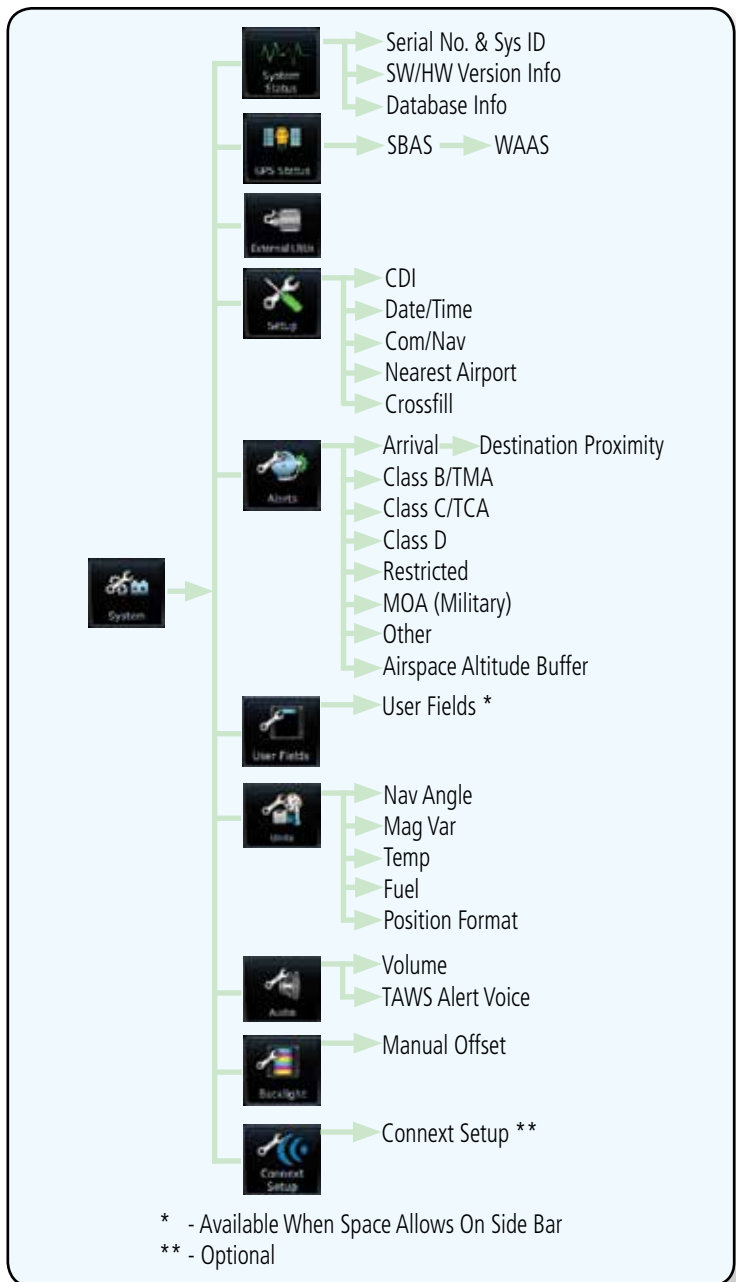 System Status
Serial No. & Sys ID
SW/HW Version Info
Database Info
GPS Status
SBAS
WAAS
External LRUs
Setup
CDI
Date/Time
Com/Nav
Nearest Airport
Crossfill
Alerts
Arrival
Destination Proximity
Class B/TMA
Class C/TCA
Class D
Restricted
MOA (Military)
Other
Airspace Altitude Buffer
System
User Fields
User Fields *
Units
Nav Angle
Mag Var
Temp
Fuel
Position Format
Audio
Volume
TAWS Alert Voice
Backlight
Manual Offset
Connext Setup
Connext Setup **
* - Available When Space Allows On Side Bar
** - Optional